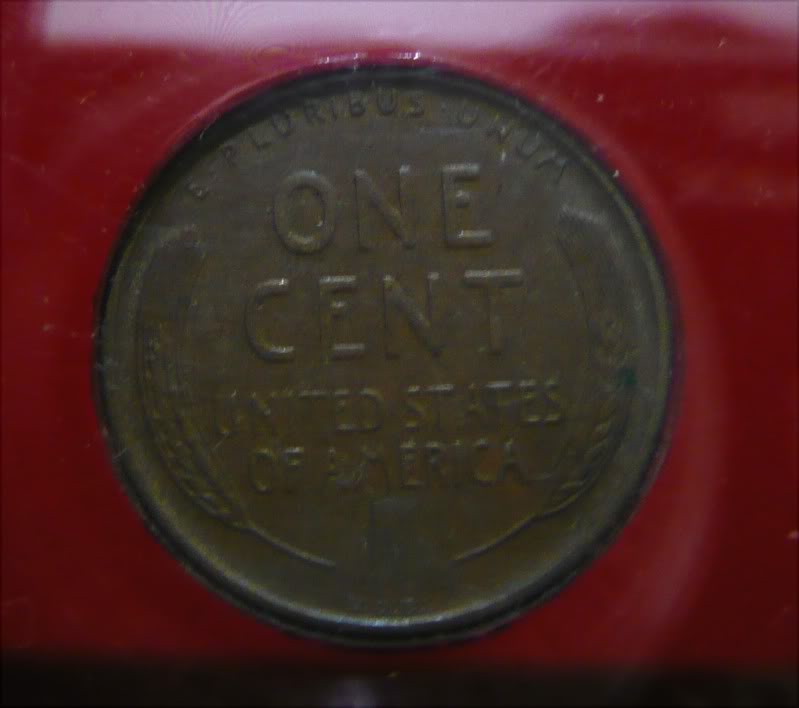 E·PLURIBUS·UNUM
ONE
CENT
UNITED STATES
OF AMERICA